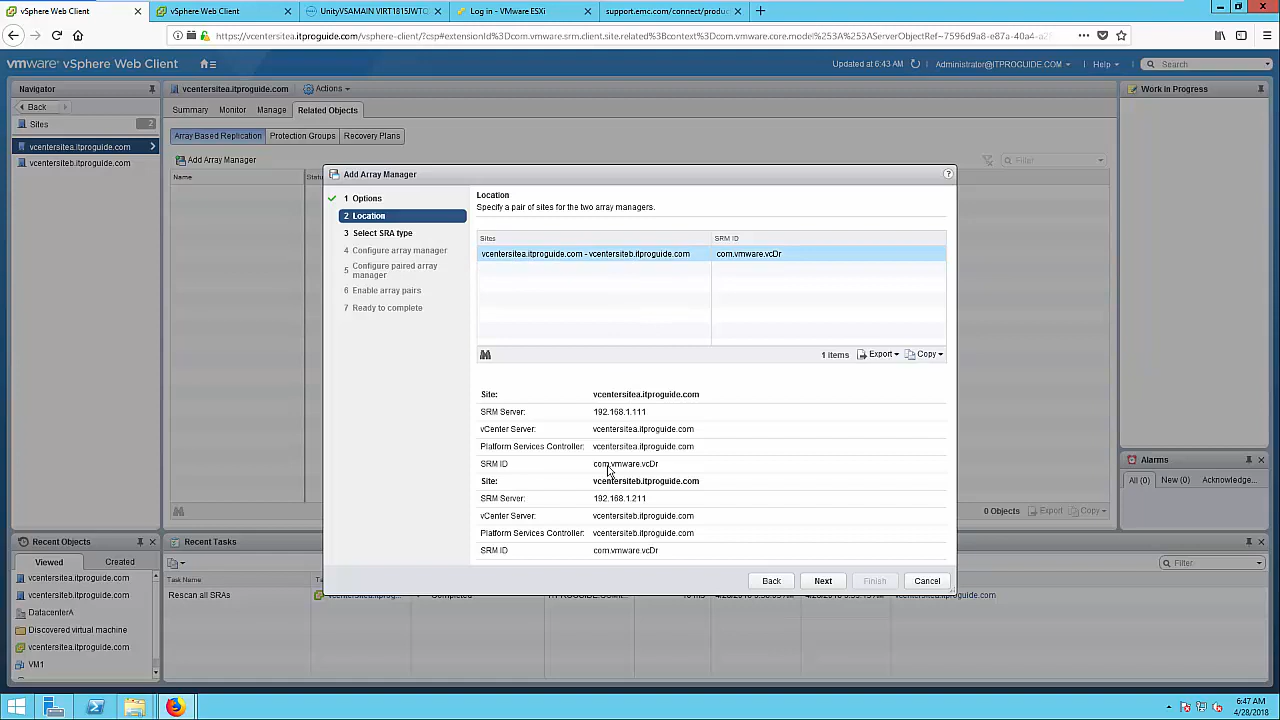 vSphere Web Client
vSphere Web Client
UnityVSAMAIN VIRT1815JWTC
Log in - VMware ESXi
support.emc.com/connect/produc
https://vcentersitea.itproguide.com/vsphere-client/?csp#extensionId%3Dcom.vmware.srm.client.site.related%3Bcontext%3Dcom.vmware.core.model%253A%253AServerObjectRef~7596d9a8-e87a-40a4-a2
vmware® vSphere Web Client
Updated at 6:43 AM
Administrator@ITPROGUIDE.COM
Help
Search
Navigator
Back
Sites
2
vcentersitea.itproguide.com
vcentersiteb.itproguide.com
vcentersitea.itproguide.com
Actions
Summary
Monitor
Manage
Related Objects
Array Based Replication
Protection Groups
Recovery Plans
Add Array Manager
Filter
Name
Status
Work In Progress
Add Array Manager
1 Options
2 Location
3 Select SRA type
4 Configure array manager
5 Configure paired array
manager
6 Enable array pairs
7 Ready to complete
Location
Specify a pair of sites for the two array managers.
Sites
SRM ID
vcentersitea.itproguide.com - vcentersiteb.itproguide.com
com.vmware.vcDr
1 items
Export
Copy
Site: vcentersitea.itproguide.com
SRM Server: 192.168.1.111
vCenter Server: vcentersitea.itproguide.com
Platform Services Controller: vcentersitea.itproguide.com
SRM ID com.vmware.vcDr
Site: vcentersiteb.itproguide.com
SRM Server: 192.168.1.211
vCenter Server: vcentersiteb.itproguide.com
Platform Services Controller: vcentersiteb.itproguide.com
SRM ID com.vmware.vcDr
Back
Next
Finish
Cancel
0 Objects
Export
Copy
Alarms
All (0)
New (0)
Acknowledge...
Recent Objects
Viewed
Created
vcentersitea.itproguide.com
vcentersiteb.itproguide.com
DatacenterA
Discovered virtual machine
vcentersitea.itproguide.com
VM1
Recent Tasks
Filter
Task Name
Rescan all SRAs
Completed
6:47 AM
4/28/2018